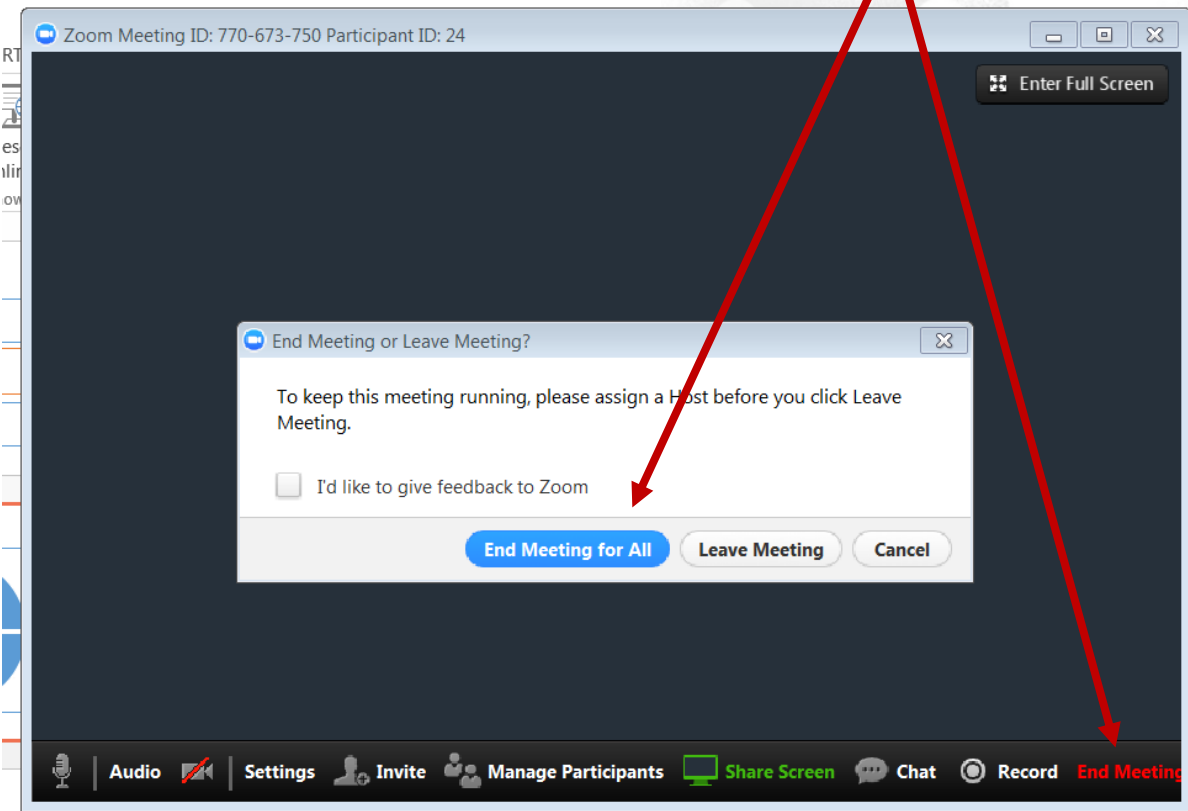 Zoom Meeting ID: 770-673-750 Participant ID: 24
RT
Enter Full Screen
es
End Meeting or Leave Meeting?
To keep this meeting running, please assign a Host before you click Leave
Meeting.
I'd like to give feedback to Zoom
End Meeting for All Leave Meeting Cancel
Audio Settings Invite Manage Participants Share Screen Chat Record End Meeting